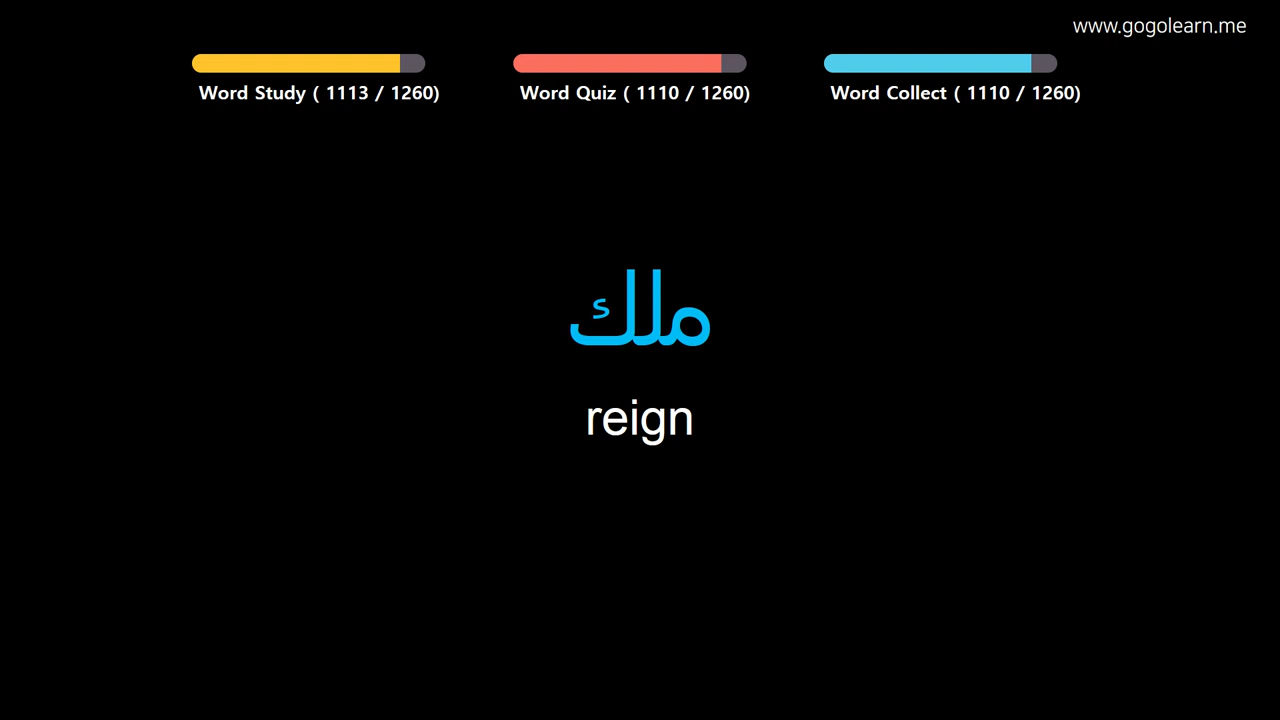 www.gogolearn.me
Word Study ( 1113 / 1260)
Word Quiz ( 1110 / 1260)
Word Collect ( 1110 / 1260)
ملك
reign